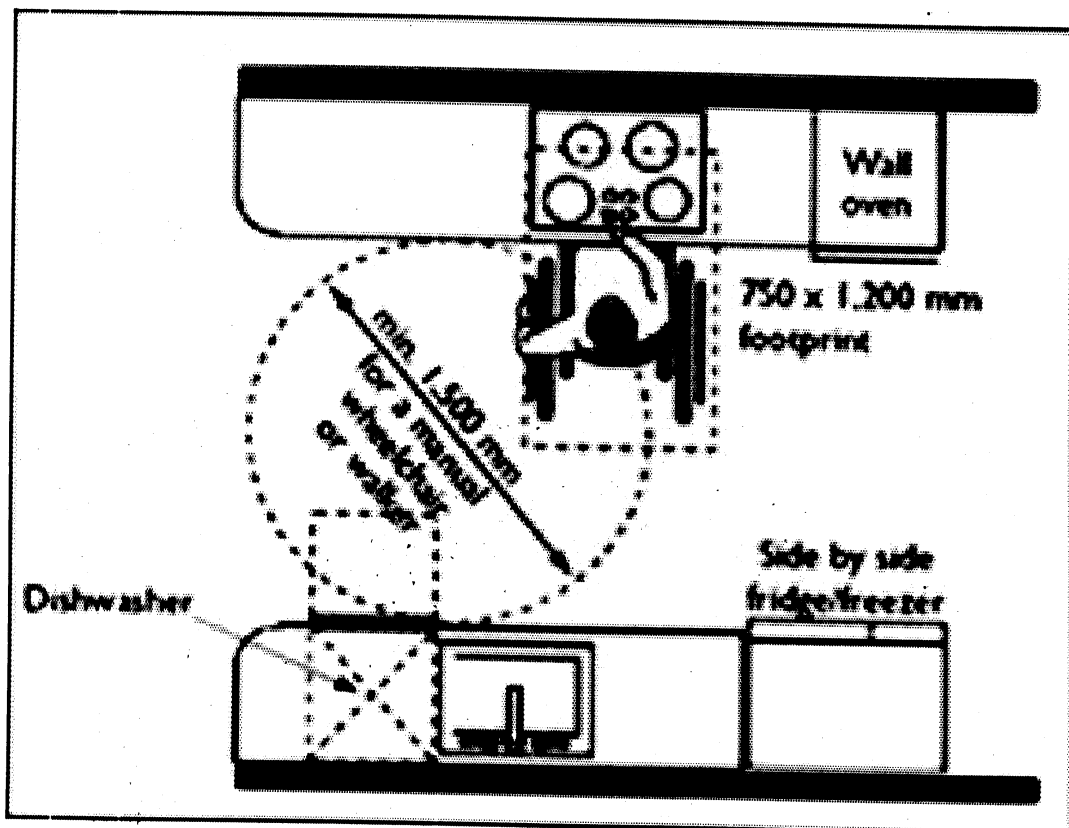 Wall
oven
750 x 1,200 mm
footprint
min. 1,500 mm
for a manual
wheelchair
or walker
Side by side
fridge/freezer
Dishwasher